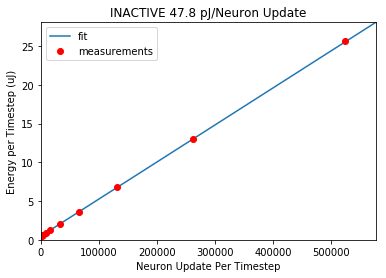 INACTIVE 47.8 pJ/Neuron Update
fit
measurements
Energy per Timestep (uJ)
25
20
15
10
5
0
0 100000 200000 300000 400000 500000
Neuron Update Per Timestep